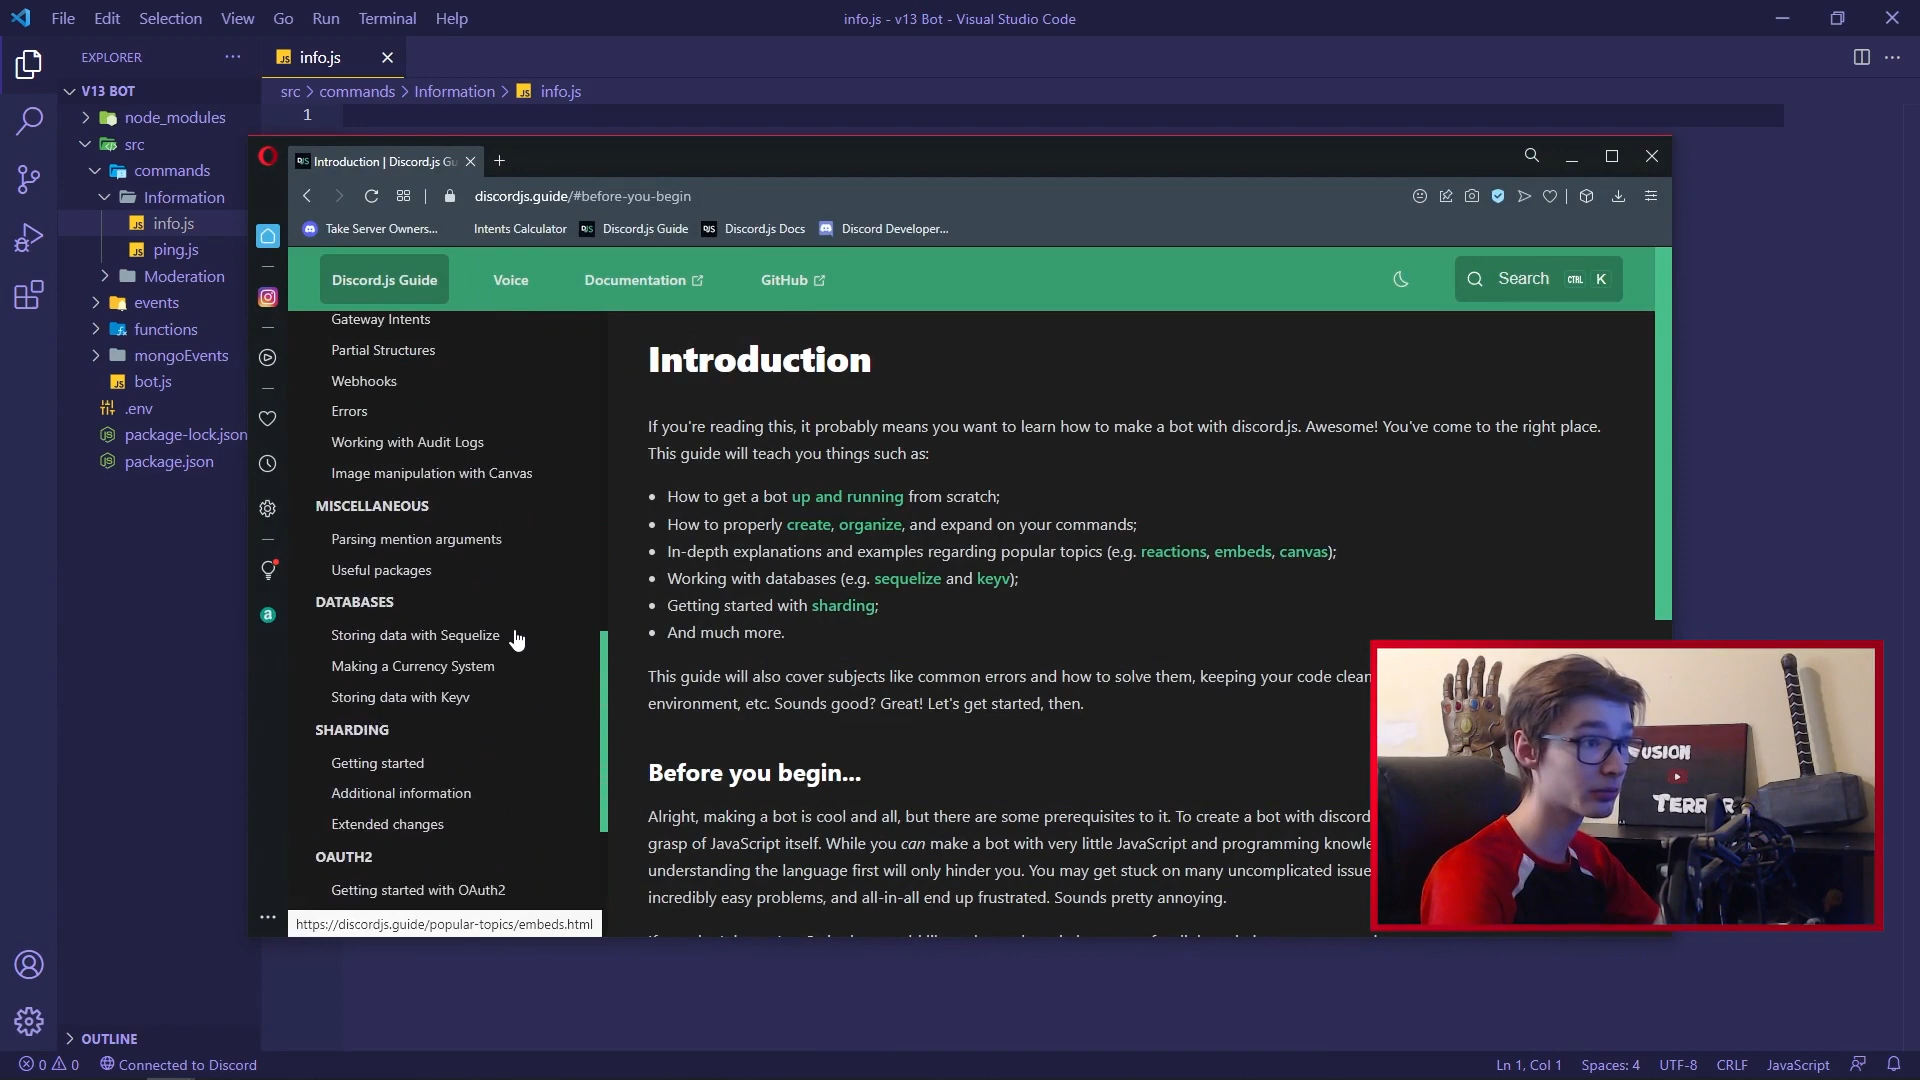 File Edit Selection View Go Run Terminal Help
info.js - v13 Bot - Visual Studio Code
EXPLORER
info.js
V13 BOT
src > commands > Information > info.js
1
node_modules
src
commands
Information
info.js
ping.js
Moderation
events
functions
mongoEvents
bot.js
.env
package-lock.json
package.json
OUTLINE
Introduction | Discord.js Gu
discordjs.guide/#before-you-begin
Take Server Owners... Intents Calculator Discord.js Guide Discord.js Docs Discord Developer...
Discord.js Guide Voice Documentation GitHub Search CTRL K
Gateway Intents
Partial Structures
Webhooks
Errors
Working with Audit Logs
Image manipulation with Canvas
MISCELLANEOUS
Parsing mention arguments
Useful packages
DATABASES
Storing data with Sequelize
Making a Currency System
Storing data with Keyv
SHARDING
Getting started
Additional information
Extended changes
OAUTH2
Getting started with OAuth2
https://discordjs.guide/popular-topics/embeds.html
Introduction
If you're reading this, it probably means you want to learn how to make a bot with discord.js. Awesome! You've come to the right place.
This guide will teach you things such as:
• How to get a bot up and running from scratch;
• How to properly create, organize, and expand on your commands;
• In-depth explanations and examples regarding popular topics (e.g. reactions, embeds, canvas);
• Working with databases (e.g. sequelize and keyv);
• Getting started with sharding;
• And much more.
This guide will also cover subjects like common errors and how to solve them, keeping your code clean
environment, etc. Sounds good? Great! Let's get started, then.
Before you begin...
Alright, making a bot is cool and all, but there are some prerequisites to it. To create a bot with discord
grasp of JavaScript itself. While you can make a bot with very little JavaScript and programming knowle
understanding the language first will only hinder you. You may get stuck on many uncomplicated issue
incredibly easy problems, and all-in-all end up frustrated. Sounds pretty annoying.
USION
TERR R
0 0 Connected to Discord
Ln 1, Col 1 Spaces: 4 UTF-8 CRLF JavaScript